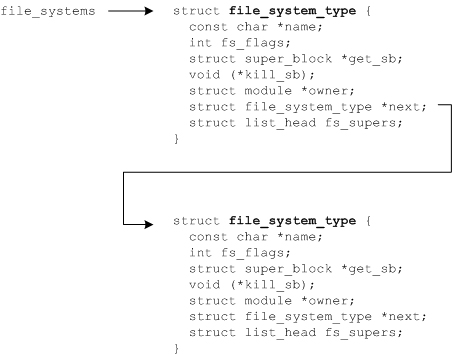 file_systems
struct file_system_type {
const char *name;
int fs_flags;
struct super_block *get_sb;
void (*kill_sb);
struct module *owner;
struct file_system_type *next;
struct list_head fs_supers;
}
struct file_system_type {
const char *name;
int fs_flags;
struct super_block *get_sb;
void (*kill_sb);
struct module *owner;
struct file_system_type *next;
struct list_head fs_supers;
}